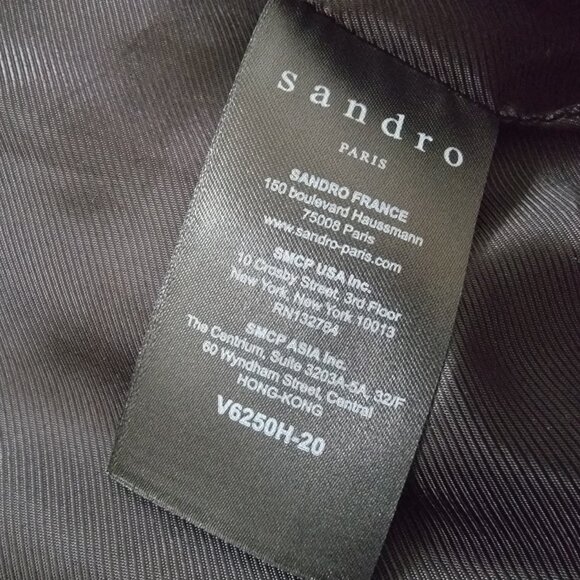 sandro
PARIS
SANDRO FRANCE
150 boulevard Haussmann
75008 Paris
www.sandro-paris.com
SMCP USA Inc.
10 Crosby Street, 3rd Floor
New York, New York 10013
RN132784
SMCP ASIA Inc.
The Centrium, Suite 3203A-5A, 32/F
60 Wyndham Street, Central
HONG-KONG
V6250H-20